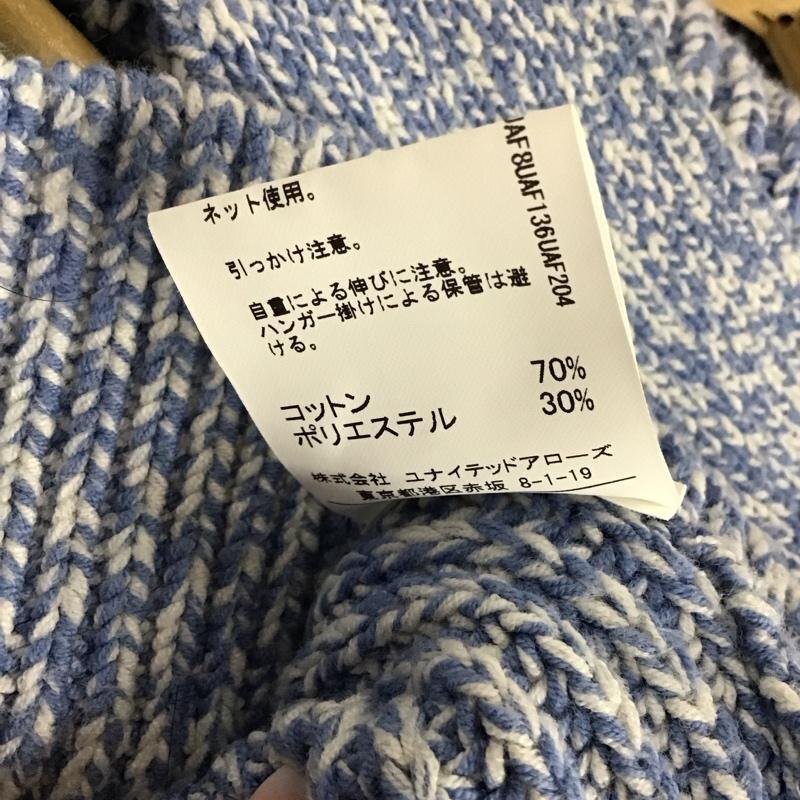 ネット使用。
引っかけ注意。
自重による伸びに注意。
ハンガー掛けによる保管は避
ける。
コットン 70%
ポリエステル 30%
株式会社 ユナイテッドアローズ
東京都港区赤坂 8-1-19
UAF8UAF136UAF204